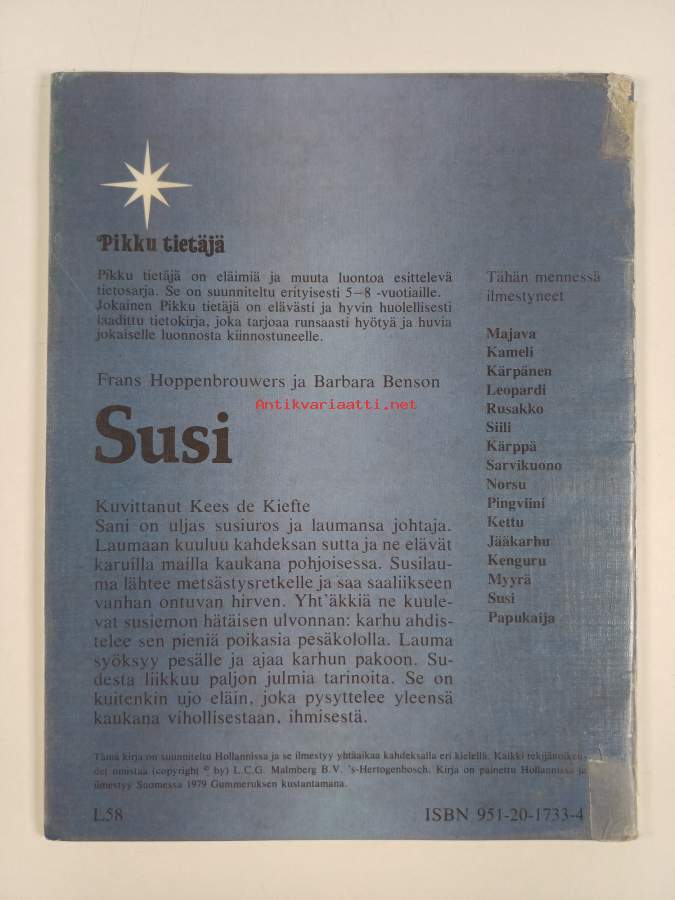 Pikku tietäjä
Pikku tietäjä on eläimiä ja muuta luontoa esittelevä
tietosarja. Se on suunniteltu erityisesti 5–8 -vuotiaille.
Jokainen Pikku tietäjä on elävästi ja hyvin huolellisesti
laadittu tietokirja, joka tarjoaa runsaasti hyötyä ja huvia
jokaiselle luonnosta kiinnostuneelle.
Frans Hoppenbrouwers ja Barbara Benson
Antikvariaatti.net
Susi
Kuvittanut Kees de Kiefte
Sani on uljas susiuros ja laumansa johtaja.
Laumaan kuuluu kahdeksan sutta ja ne elävät
karuilla mailla kaukana pohjoisessa. Susilau-
ma lähtee metsästysretkelle ja saa saaliikseen
vanhan ontuvan hirven. Yht'äkkiä ne kuule-
vat susiemon hätäisen ulvonnan: karhu ahdis-
telee sen pieniä poikasia pesäkololla. Lauma
syöksyy pesälle ja ajaa karhun pakoon. Su-
desta liikkuu paljon julmia tarinoita. Se on
kuitenkin ujo eläin, joka pysyttelee yleensä
kaukana vihollisestaan, ihmisestä.
Tähän mennessä
ilmestyneet
Majava
Kameli
Kärpänen
Leopardi
Rusakko
Siili
Kärppä
Sarvikuono
Norsu
Pingviini
Kettu
Jääkarhu
Kenguru
Myyrä
Susi
Papukaija
Tämä kirja on suunniteltu Hollannissa ja se ilmestyy yhtäaikaa kahdeksalla eri kielellä. Kaikki tekijänoikeu-
det omistaa (copyright © by) L.C.G. Malmberg B.V. 's-Hertogenbosch. Kirja on painettu Hollannissa ja
ilmestyy Suomessa 1979 Gummeruksen kustantamana.
L58
ISBN 951-20-1733-4